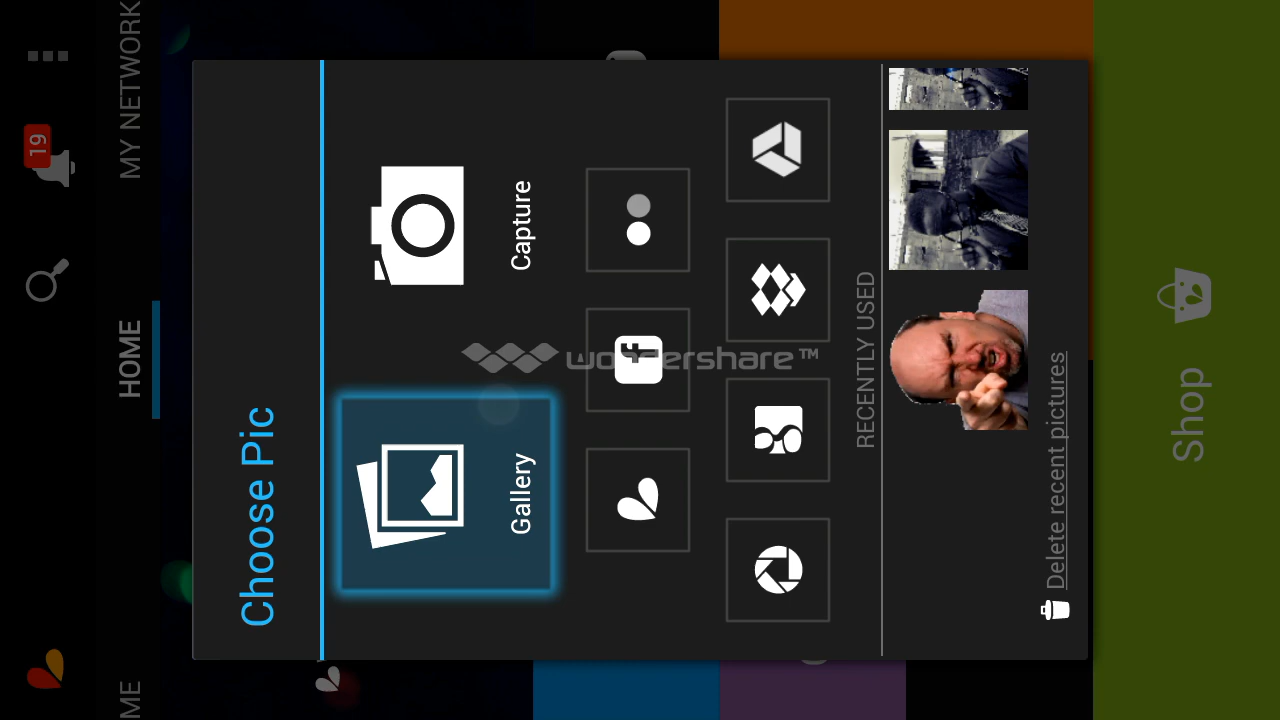 19
ME
HOME
MY NETWORK
Choose Pic
Gallery
Capture
wondershare™
RECENTLY USED
Delete recent pictures
Shop